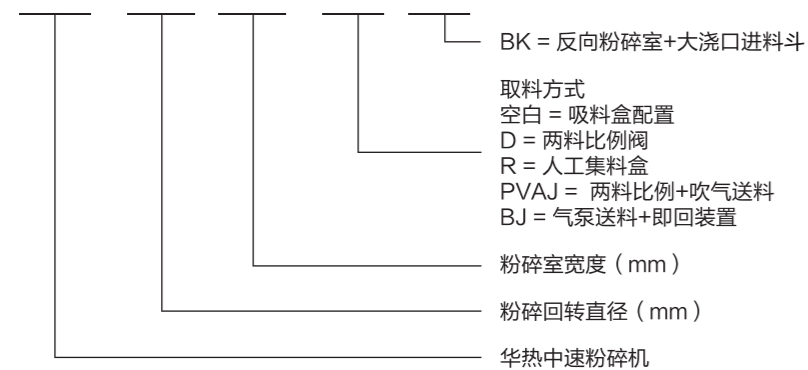 BK = 反向粉碎室+大浇口进料斗
取料方式
空白 = 吸料盒配置
D = 两料比例阀
R = 人工集料盒
PVAJ = 两料比例+吹气送料
BJ = 气泵送料+即回装置
粉碎室宽度（mm）
粉碎回转直径（mm）
华热中速粉碎机